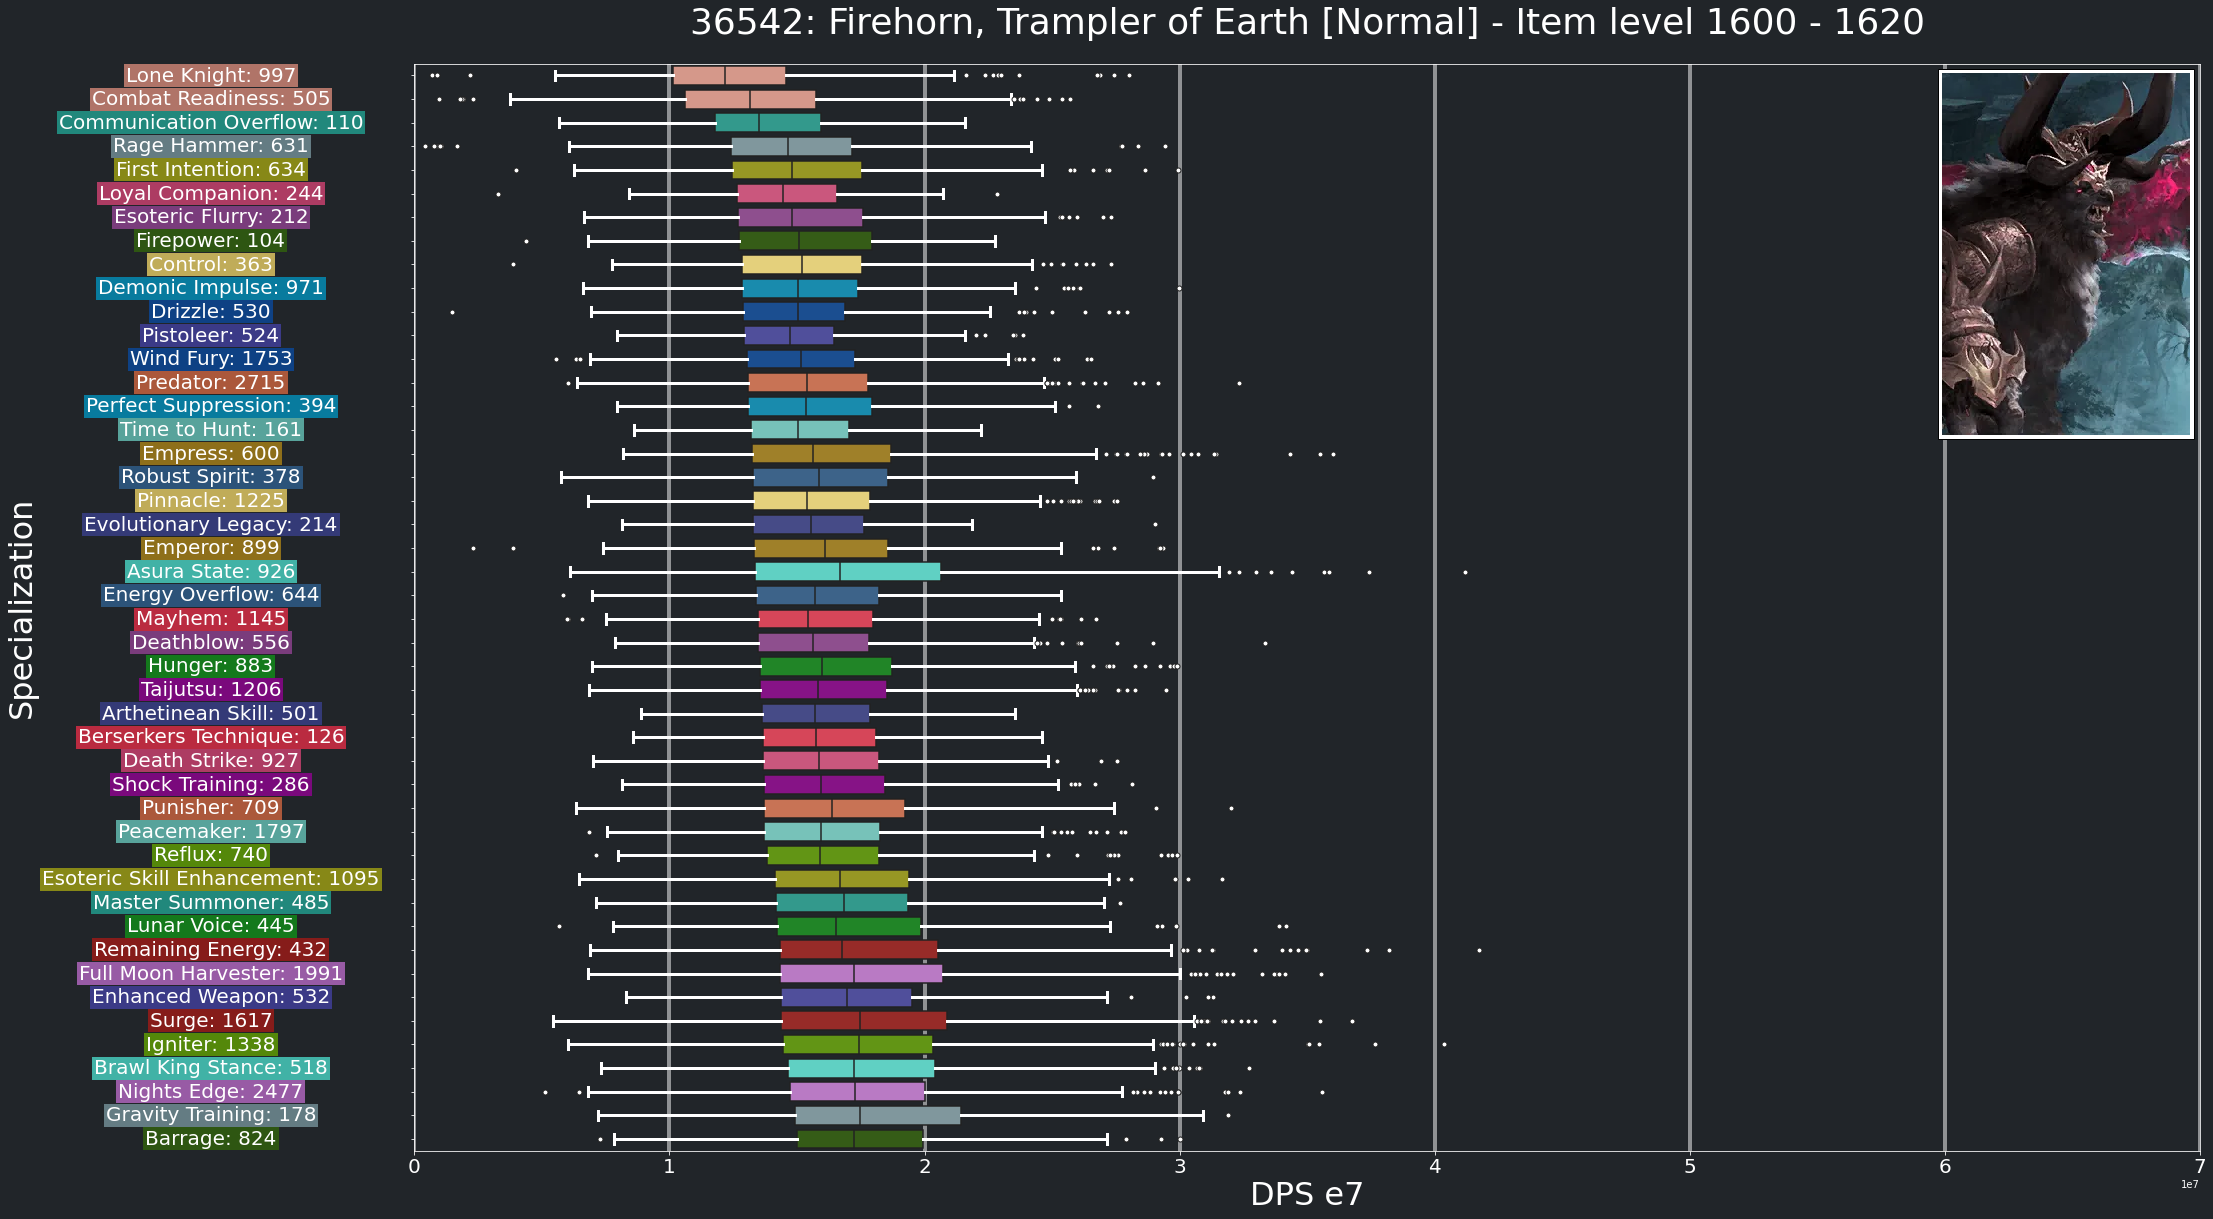 36542: Firehorn, Trampler of Earth [Normal] - Item level 1600 - 1620
Specialization
Lone Knight: 997
Combat Readiness: 505
Communication Overflow: 110
Rage Hammer: 631
First Intention: 634
Loyal Companion: 244
Esoteric Flurry: 212
Firepower: 104
Control: 363
Demonic Impulse: 971
Drizzle: 530
Pistoleer: 524
Wind Fury: 1753
Predator: 2715
Perfect Suppression: 394
Time to Hunt: 161
Empress: 600
Robust Spirit: 378
Pinnacle: 1225
Evolutionary Legacy: 214
Emperor: 899
Asura State: 926
Energy Overflow: 644
Mayhem: 1145
Deathblow: 556
Hunger: 883
Taijutsu: 1206
Arthetinean Skill: 501
Berserkers Technique: 126
Death Strike: 927
Shock Training: 286
Punisher: 709
Peacemaker: 1797
Reflux: 740
Esoteric Skill Enhancement: 1095
Master Summoner: 485
Lunar Voice: 445
Remaining Energy: 432
Full Moon Harvester: 1991
Enhanced Weapon: 532
Surge: 1617
Igniter: 1338
Brawl King Stance: 518
Nights Edge: 2477
Gravity Training: 178
Barrage: 824
0 1 2 3 4 5 6 7
1e7
DPS e7